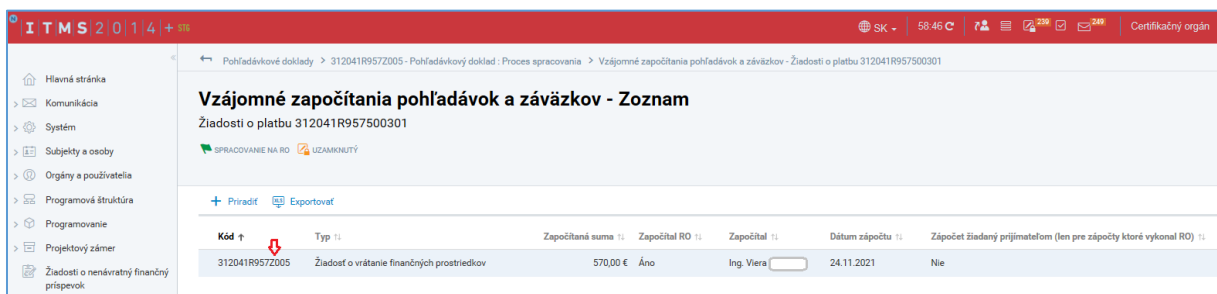 ITMS2014+ STG
SK 58:46 239 249 Certifikačný orgán
Pohľadávkové doklady > 312041R957Z005 - Pohľadávkový doklad : Proces spracovania > Vzájomné započítania pohľadávok a záväzkov - Žiadosti o platbu 312041R957500301
Hlavná stránka
Komunikácia
Systém
Subjekty a osoby
Orgány a používatelia
Programová štruktúra
Programovanie
Projektový zámer
Žiadosti o nenávratný finančný
príspevok
Vzájomné započítania pohľadávok a záväzkov - Zoznam
Žiadosti o platbu 312041R957500301
SPRACOVANIE NA RO UZAMKNUTÝ
Priradiť XLS Exportovať
Kód Typ Započítaná suma Započítal RO Započítal Dátum zápočtu Zápočet žiadaný prijímateľom (len pre zápočty ktoré vykonal RO)
312041R957Z005 Žiadosť o vrátanie finančných prostriedkov 570,00 € Áno Ing. Viera 24.11.2021 Nie